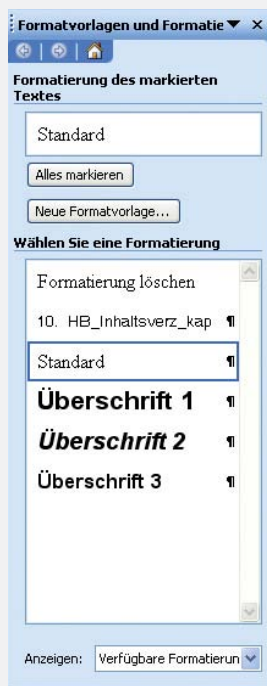 Formatvorlagen und Formatie
Formatierung des markierten
Textes
Standard
Alles markieren
Neue Formatvorlage...
Wählen Sie eine Formatierung
Formatierung löschen
10. HB_Inhaltsverz_kap ¶
Standard ¶
Überschrift 1 ¶
Überschrift 2 ¶
Überschrift 3 ¶
Anzeigen: Verfügbare Formatierun